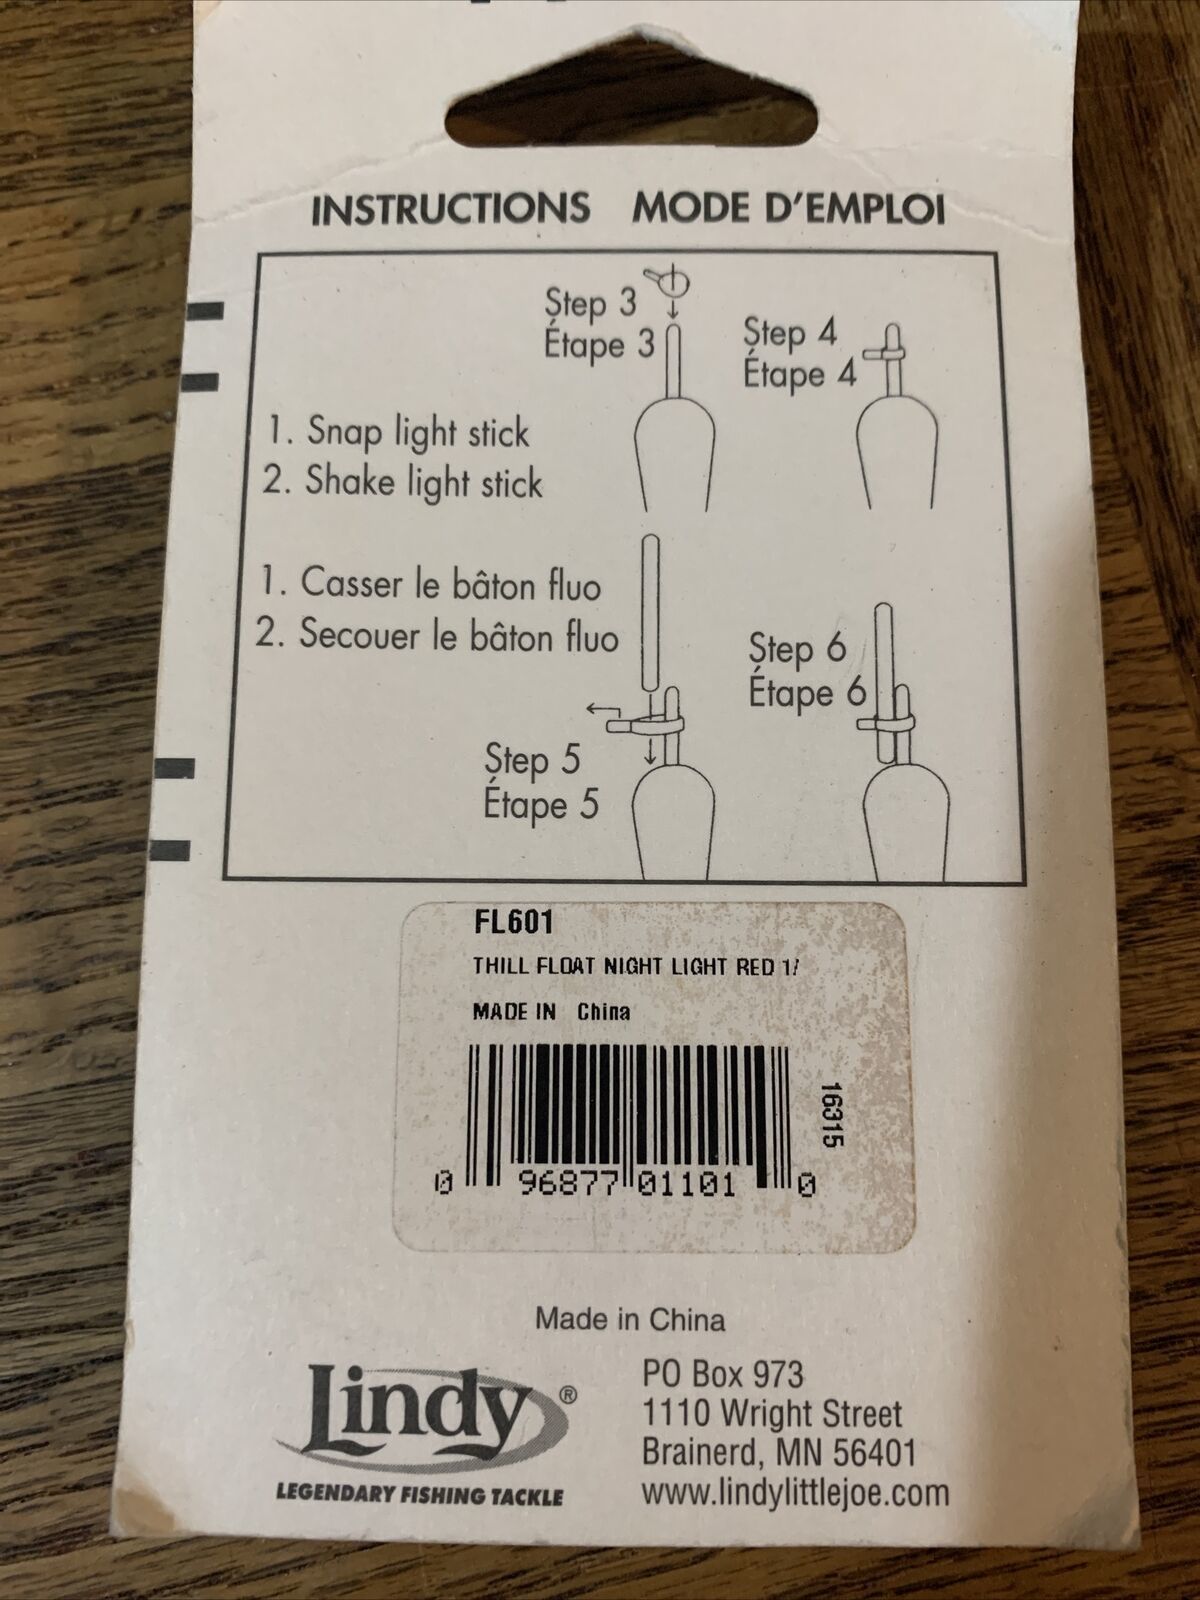 INSTRUCTIONS MODE D'EMPLOI
Step 3
Étape 3
Step 4
Étape 4
1. Snap light stick
2. Shake light stick
1. Casser le bâton fluo
2. Secouer le bâton fluo
Step 5
Étape 5
Step 6
Étape 6
FL601
THILL FLOAT NIGHT LIGHT RED 1/
MADE IN China
16315
0 96877 01101 0
Made in China
Lindy®
LEGENDARY FISHING TACKLE
PO Box 973
1110 Wright Street
Brainerd, MN 56401
www.lindylittlejoe.com